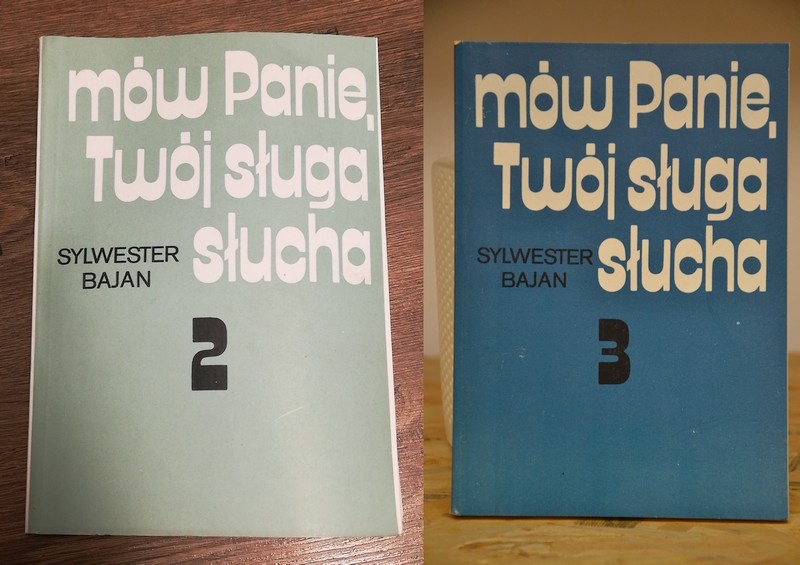 mów Panie,
Twój sługa
słucha
SYLWESTER
BAJAN
2
mów Panie,
Twój sługa
słucha
SYLWESTER
BAJAN
3